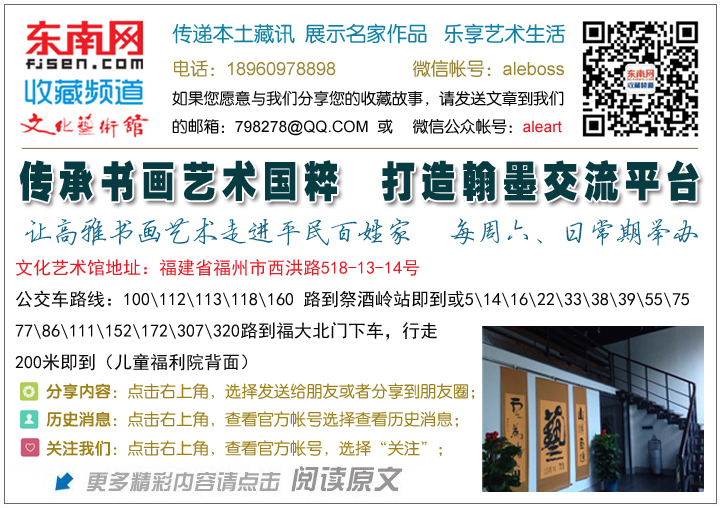 东南网
fjsen.com
收藏频道
文化藝術館
传递本土藏讯 展示名家作品 乐享艺术生活
电话：18960978898 微信帐号：aleboss
如果您愿意与我们分享您的收藏故事，请发送文章到我们
的邮箱：798278@QQ.COM 或 微信公众帐号：aleart
东南网
收藏频道
传承书画艺术国粹 打造翰墨交流平台
让高雅书画艺术走进平民百姓家 每周六、日常期举办
文化艺术馆地址：福建省福州市西洪路518-13-14号
公交车路线：100\112\113\118\160 路到祭酒岭站即到或5\14\16\22\33\38\39\55\75
77\86\111\152\172\307\320路到福大北门下车，行走
200米即到（儿童福利院背面）
分享内容：点击右上角，选择发送给朋友或者分享到朋友圈；
历史消息：点击右上角，查看官方帐号选择查看历史消息；
关注我们：点击右上角，查看官方帐号，选择“关注”；
更多精彩内容请点击 阅读原文
藝